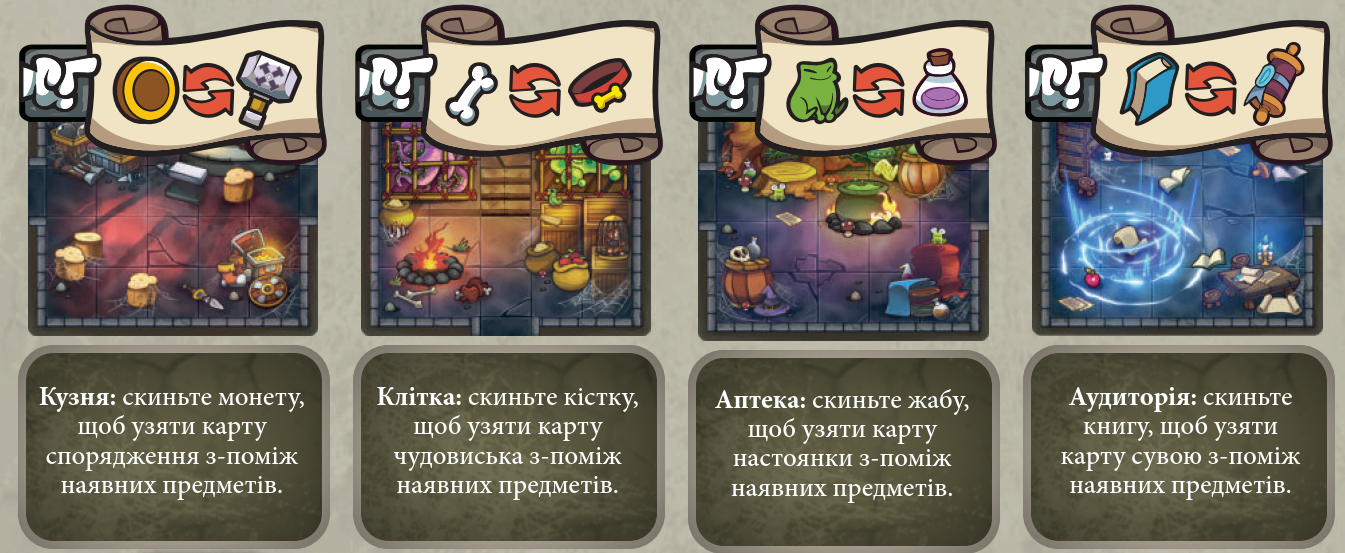 Кузня: скиньте монету,
щоб узяти карту
спорядження з-поміж
наявних предметів.
Клітка: скиньте кістку,
щоб узяти карту
чудовиська з-поміж
наявних предметів.
Аптека: скиньте жабу,
щоб узяти карту
настоянки з-поміж
наявних предметів.
Аудиторія: скиньте
книгу, щоб узяти
карту сувою з-поміж
наявних предметів.